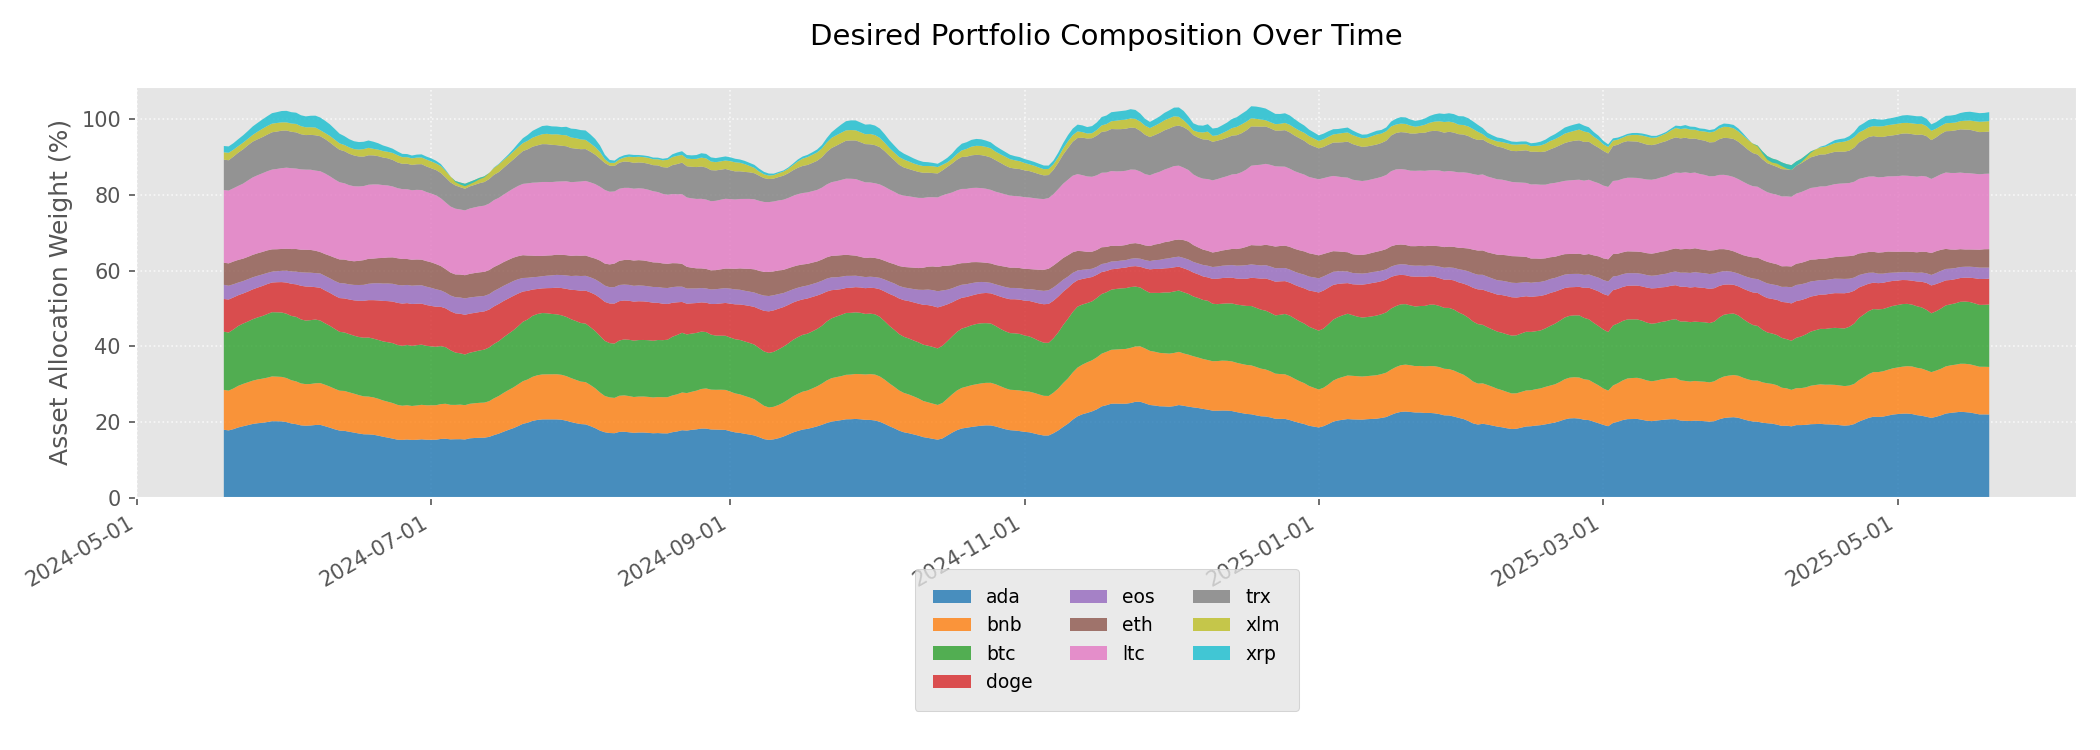 Desired Portfolio Composition Over Time
Asset Allocation Weight (%)
100
80
60
40
20
0
2024-05-01
2024-07-01
2024-09-01
2024-11-01
2025-01-01
2025-03-01
2025-05-01
ada
bnb
btc
doge
eos
eth
ltc
trx
xlm
xrp